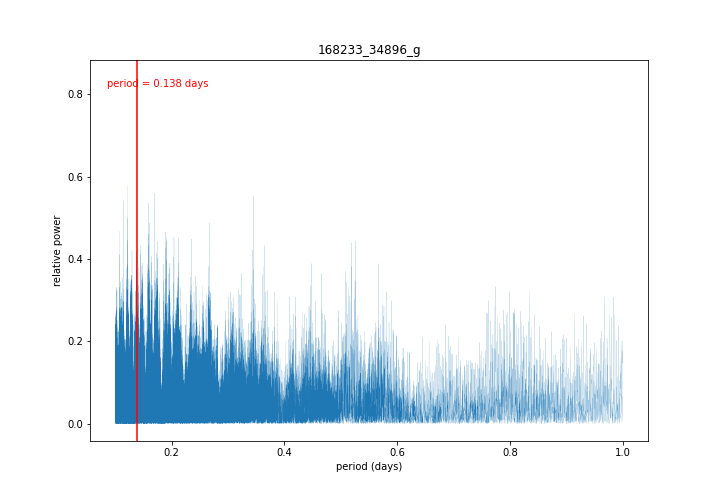 168233_34896_g
period = 0.138 days
relative power
0.8
0.6
0.4
0.2
0.0
0.2 0.4 0.6 0.8 1.0
period (days)